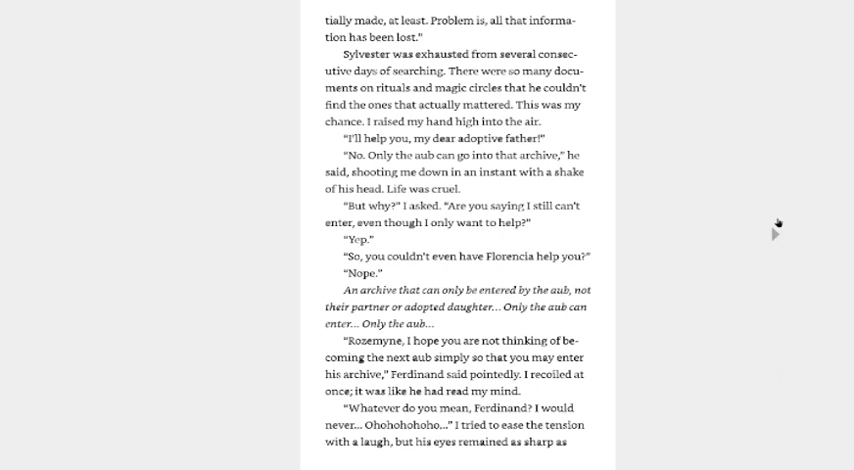 tially made, at least. Problem is, all that informa-
tion has been lost.”
Sylvester was exhausted from several consec-
utive days of searching. There were so many docu-
ments on rituals and magic circles that he couldn’t
find the ones that actually mattered. This was my
chance. I raised my hand high into the air.
“I’ll help you, my dear adoptive father!”
“No. Only the aub can go into that archive,” he
said, shooting me down in an instant with a shake
of his head. Life was cruel.
“But why?” I asked. “Are you saying I still can’t
enter, even though I only want to help?”
“Yep.”
“So, you couldn’t even have Florencia help you?”
“Nope.”
An archive that can only be entered by the aub, not
their partner or adopted daughter... Only the aub can
enter... Only the aub...
“Rozemyne, I hope you are not thinking of be-
coming the next aub simply so that you may enter
his archive,” Ferdinand said pointedly. I recoiled at
once; it was like he had read my mind.
“Whatever do you mean, Ferdinand? I would
never... Ohohohohoho...” I tried to ease the tension
with a laugh, but his eyes remained as sharp as